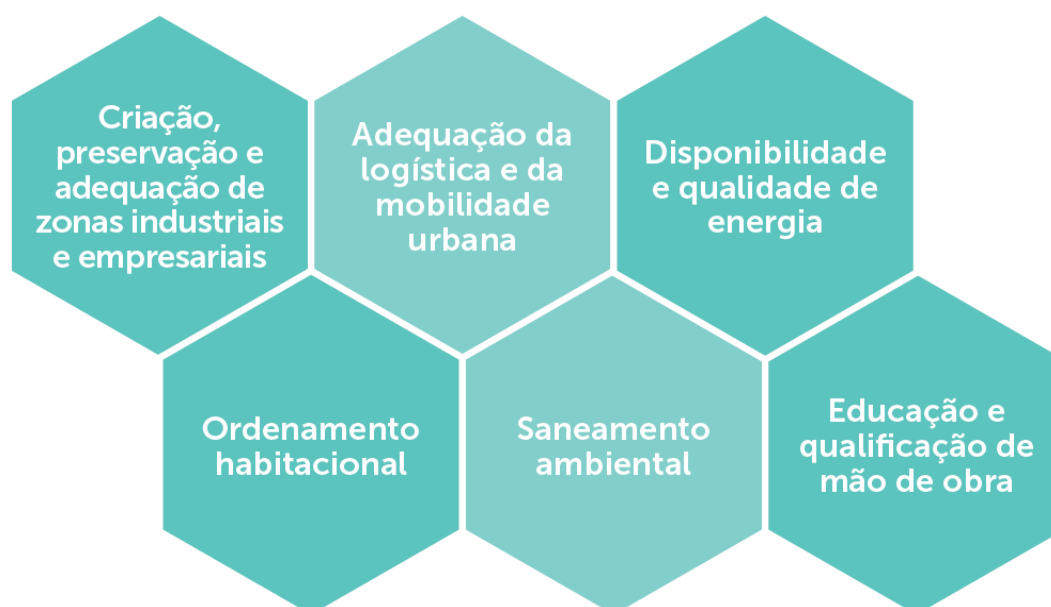 Criação,
preservação e
adequação de
zonas industriais
e empresariais
Adequação da
logística e da
mobilidade
urbana
Disponibilidade
e qualidade de
energia
Ordenamento
habitacional
Saneamento
ambiental
Educação e
qualificação de
mão de obra